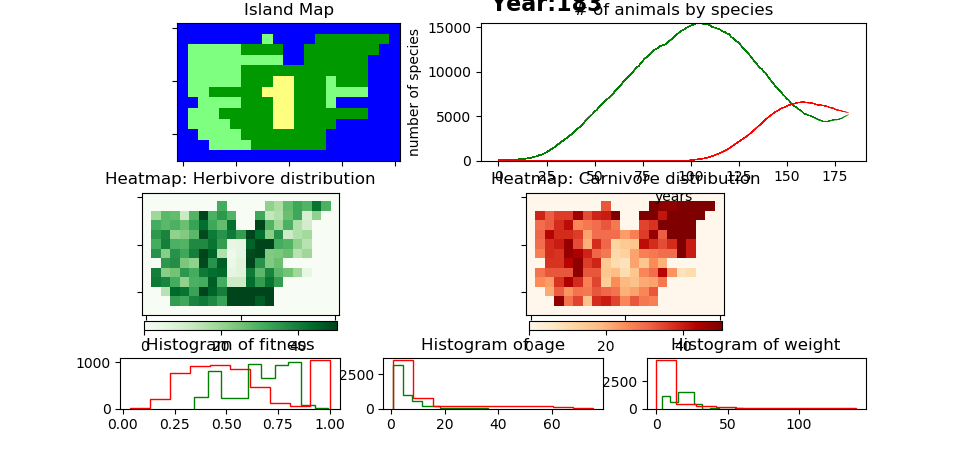 Year:183
Island Map
# of animals by species
number of species
15000
10000
5000
0
0 25 50 75 100 125 150 175
years
Heatmap: Herbivore distribution
Heatmap: Carnivore distribution
0 20 40
0 20 40
Histogram of fitness
Histogram of age
Histogram of weight
1000
0
0.00 0.25 0.50 0.75 1.00
2500
0
0 20 40 60
2500
0
0 50 100